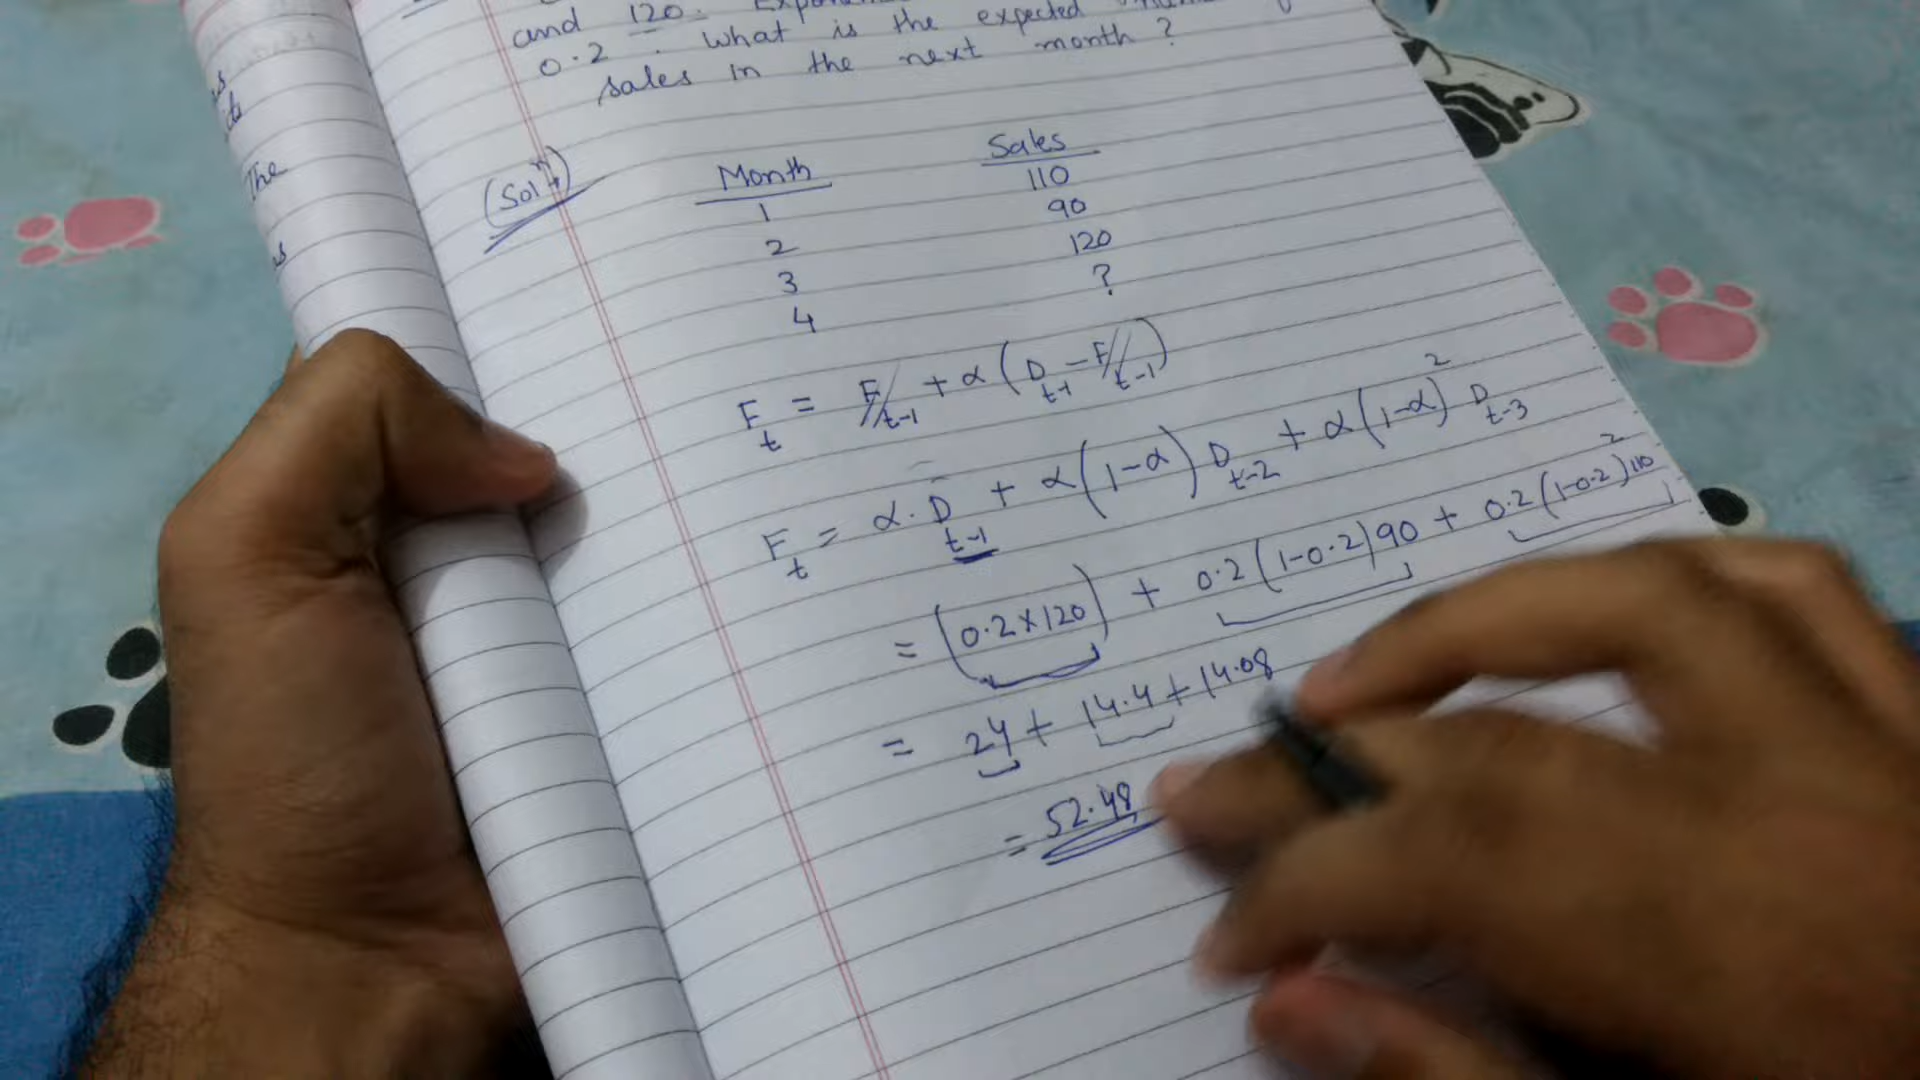 and 120.
0.2. What is the expected
sales in the next month?
The
(Solⁿ)
Month Sales
1 110
2 90
3 120
4 ?
F_t = F_t-1 + α (D_t-1 - F_t-1)
F_t = α. D_t-1 + α (1-α) D_t-2 + α (1-α)² D_t-3
= (0.2×120) + 0.2 (1-0.2) 90 + 0.2 (1-0.2)² 110
= 24 + 14.4 + 14.08
= 52.48